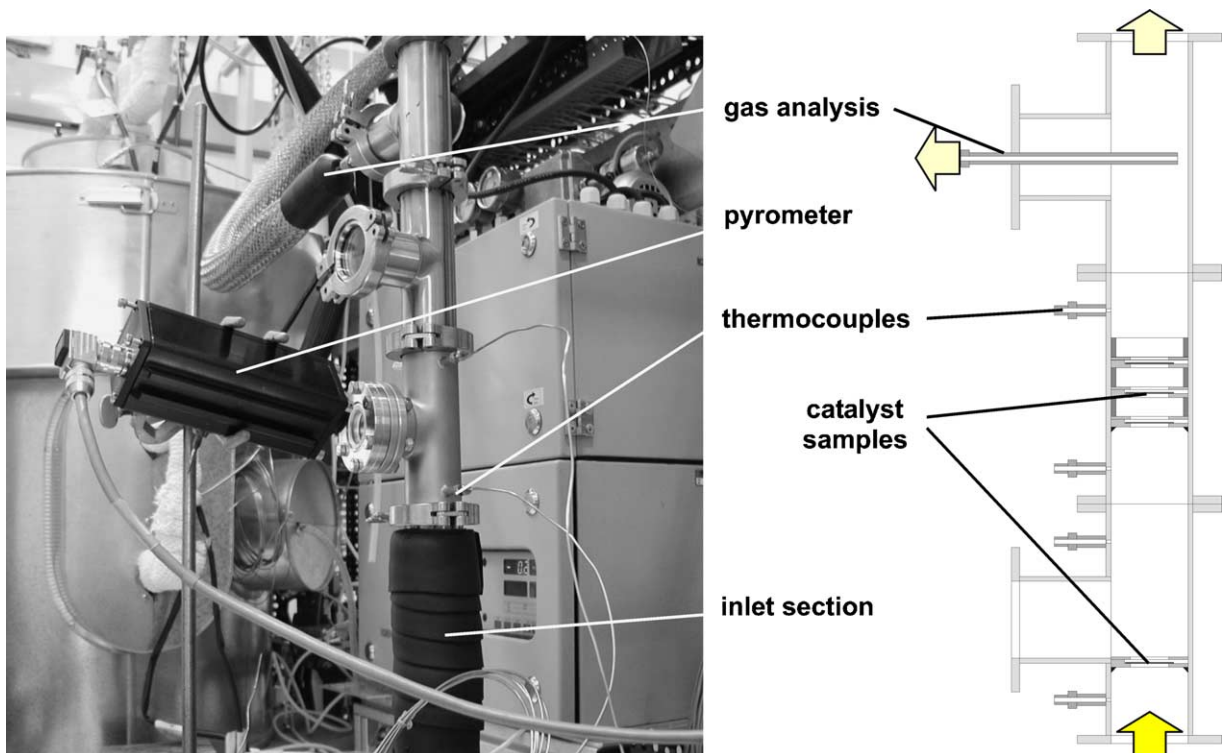 gas analysis
pyrometer
thermocouples
catalyst
samples
inlet section